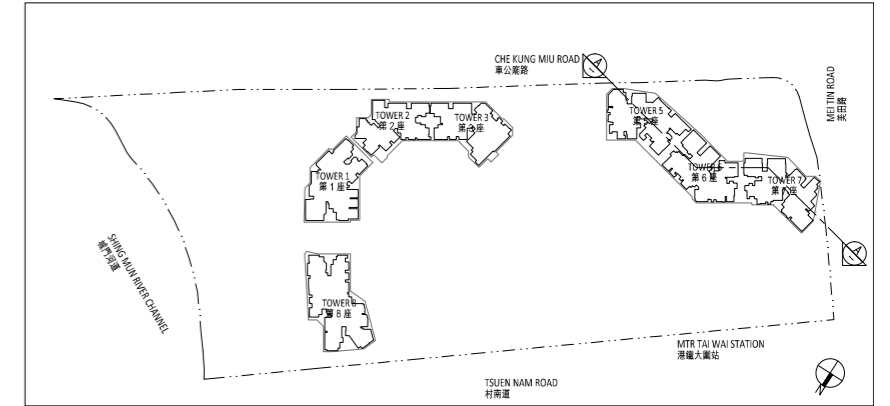 CHE KUNG MIU ROAD
車公廟路
A
MEI TIN ROAD
美田路
TOWER 5
第 5 座
TOWER 2
第 2 座
TOWER 3
第 3 座
TOWER 1
第 1 座
TOWER 6
第 6 座
TOWER 7
第 7 座
SHING MUN RIVER CHANNEL
城門河道
A
TOWER 8
第 8 座
MTR TAI WAI STATION
港鐵大圍站
TSUEN NAM ROAD
村南道